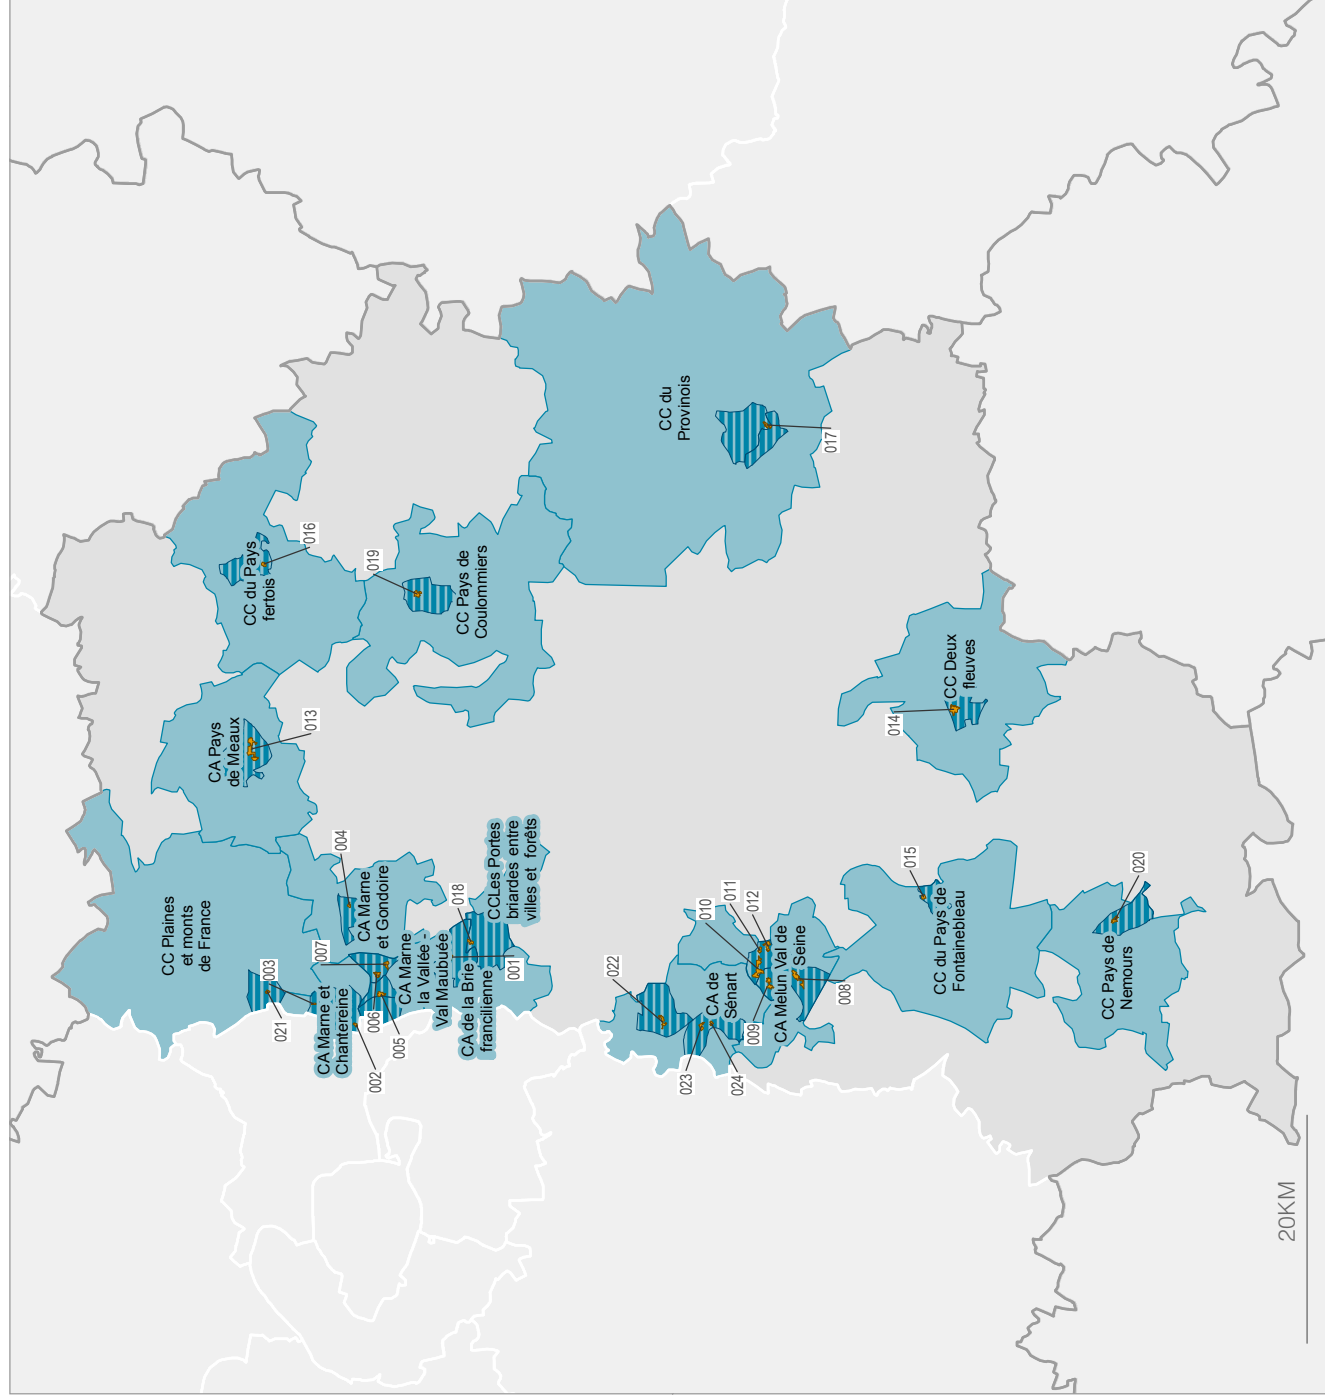 CC Plaines
et monts
de France
CA Pays
de Meaux
013
CC du Pays
fertois
016
019
CC Pays de
Coulommiers
CC du
Provinois
017
021
003
CA Marne et
Chantereine
002
007
006
005
004
CA Marne
et Gondoire
CA Marne
la Vallée -
Val Maubuée
018
CA de la Brie
francilienne
001
CCLes Portes
briardes entre
villes et forêts
022
023
024
CA de
Sénart
010
011
012
009
CA Melun Val de
Seine
008
014
CC Deux
fleuves
015
CC du Pays de
Fontainebleau
020
CC Pays de
Nemours
20KM